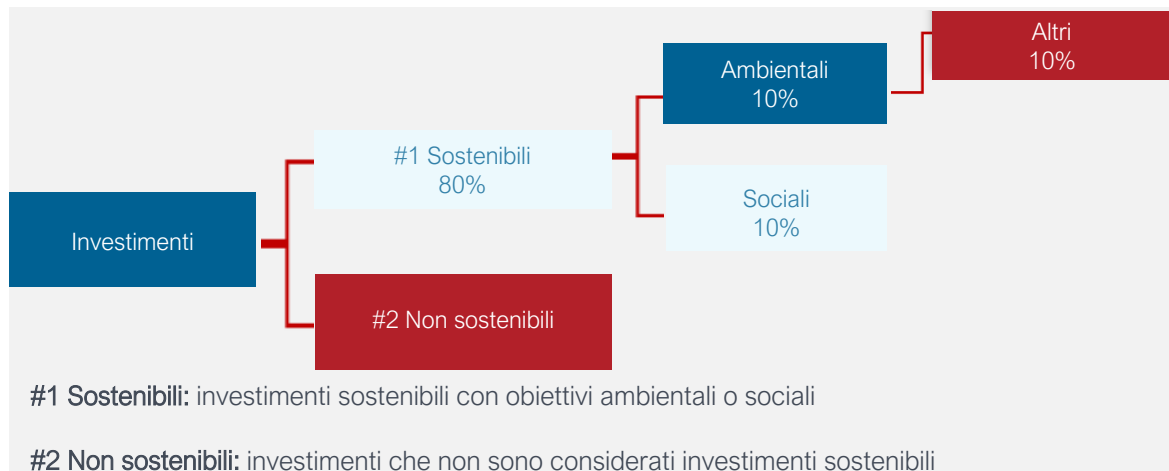 Altri
10%
Ambientali
10%
#1 Sostenibili
80%
Sociali
10%
Investimenti
#2 Non sostenibili
#1 Sostenibili: investimenti sostenibili con obiettivi ambientali o sociali
#2 Non sostenibili: investimenti che non sono considerati investimenti sostenibili